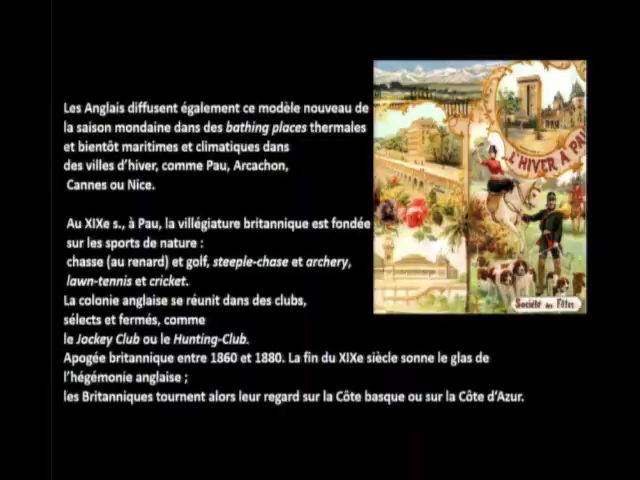 Les Anglais diffusent également ce modèle nouveau de
la saison mondaine dans des bathing places thermales
et bientôt maritimes et climatiques dans
des villes d'hiver, comme Pau, Arcachon,
Cannes ou Nice.
Au XIXe s., à Pau, la villégiature britannique est fondée
sur les sports de nature :
chasse (au renard) et golf, steeple-chase et archery,
lawn-tennis et cricket.
La colonie anglaise se réunit dans des clubs,
sélects et fermés, comme
le Jockey Club ou le Hunting-Club.
Apogée britannique entre 1860 et 1880. La fin du XIXe siècle sonne le glas de
l'hégémonie anglaise ;
les Britanniques tournent alors leur regard sur la Côte basque ou sur la Côte d'Azur.
L'HIVER À PAU
Société des Fêtes